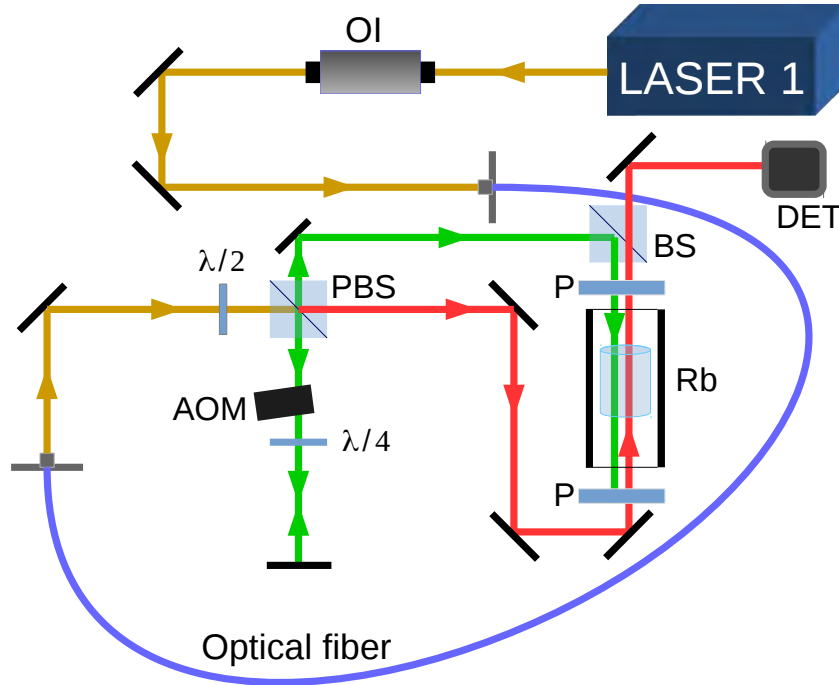 OI
LASER 1
DET
BS
λ/2
PBS
P
Rb
AOM
λ/4
P
Optical fiber